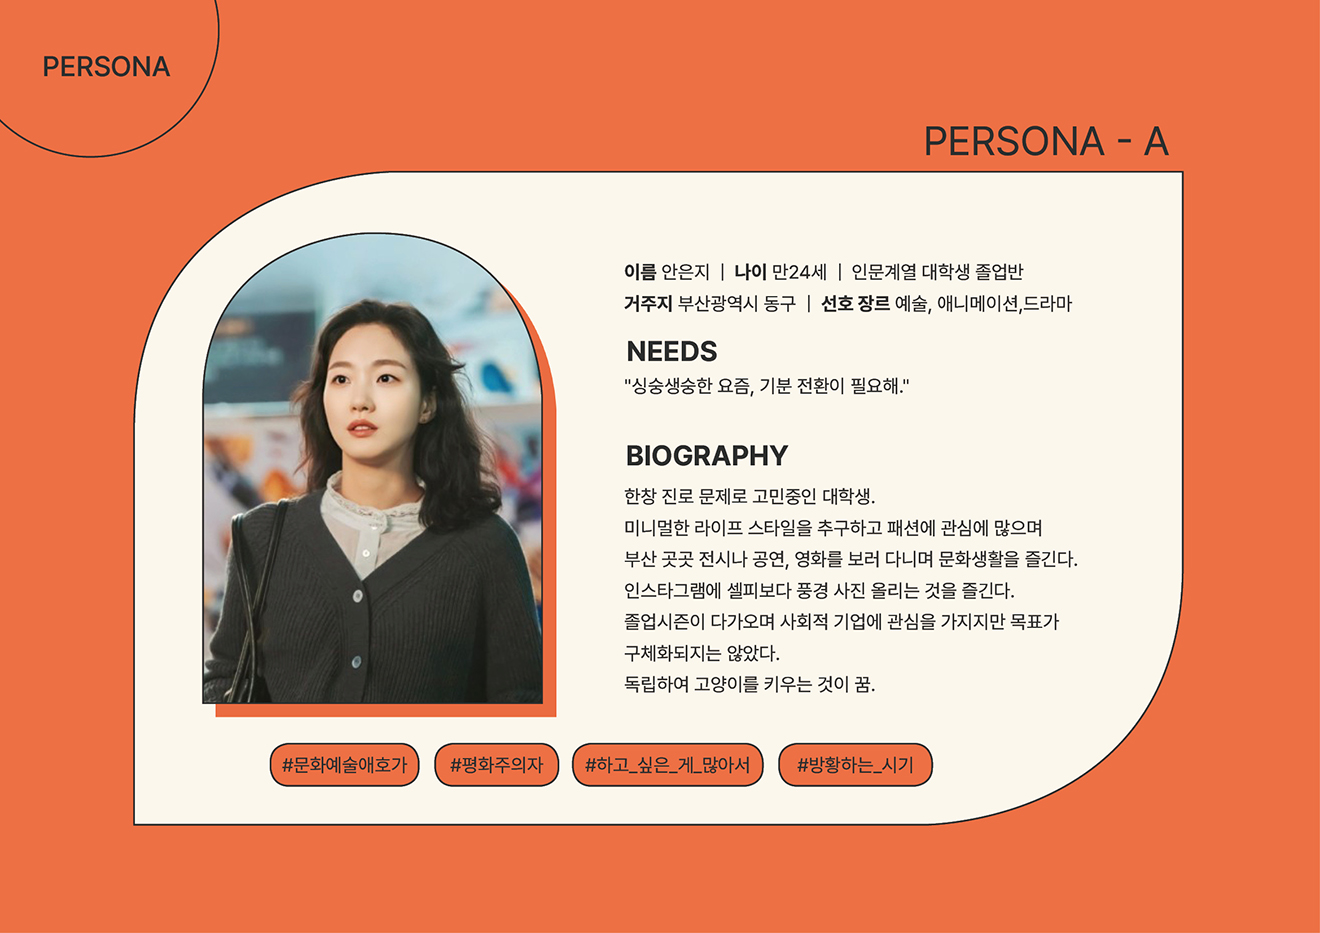 PERSONA
PERSONA - A
이름 안은지 | 나이 만24세 | 인문계열 대학생 졸업반
거주지 부산광역시 동구 | 선호 장르 예술, 애니메이션,드라마
NEEDS
"싱숭생숭한 요즘, 기분 전환이 필요해."
BIOGRAPHY
한창 진로 문제로 고민중인 대학생.
미니멀한 라이프 스타일을 추구하고 패션에 관심에 많으며
부산 곳곳 전시나 공연, 영화를 보러 다니며 문화생활을 즐긴다.
인스타그램에 셀피보다 풍경 사진 올리는 것을 즐긴다.
졸업시즌이 다가오며 사회적 기업에 관심을 가지지만 목표가
구체화되지는 않았다.
독립하여 고양이를 키우는 것이 꿈.
#문화예술애호가 #평화주의자 #하고_싶은_게_많아서 #방황하는_시기